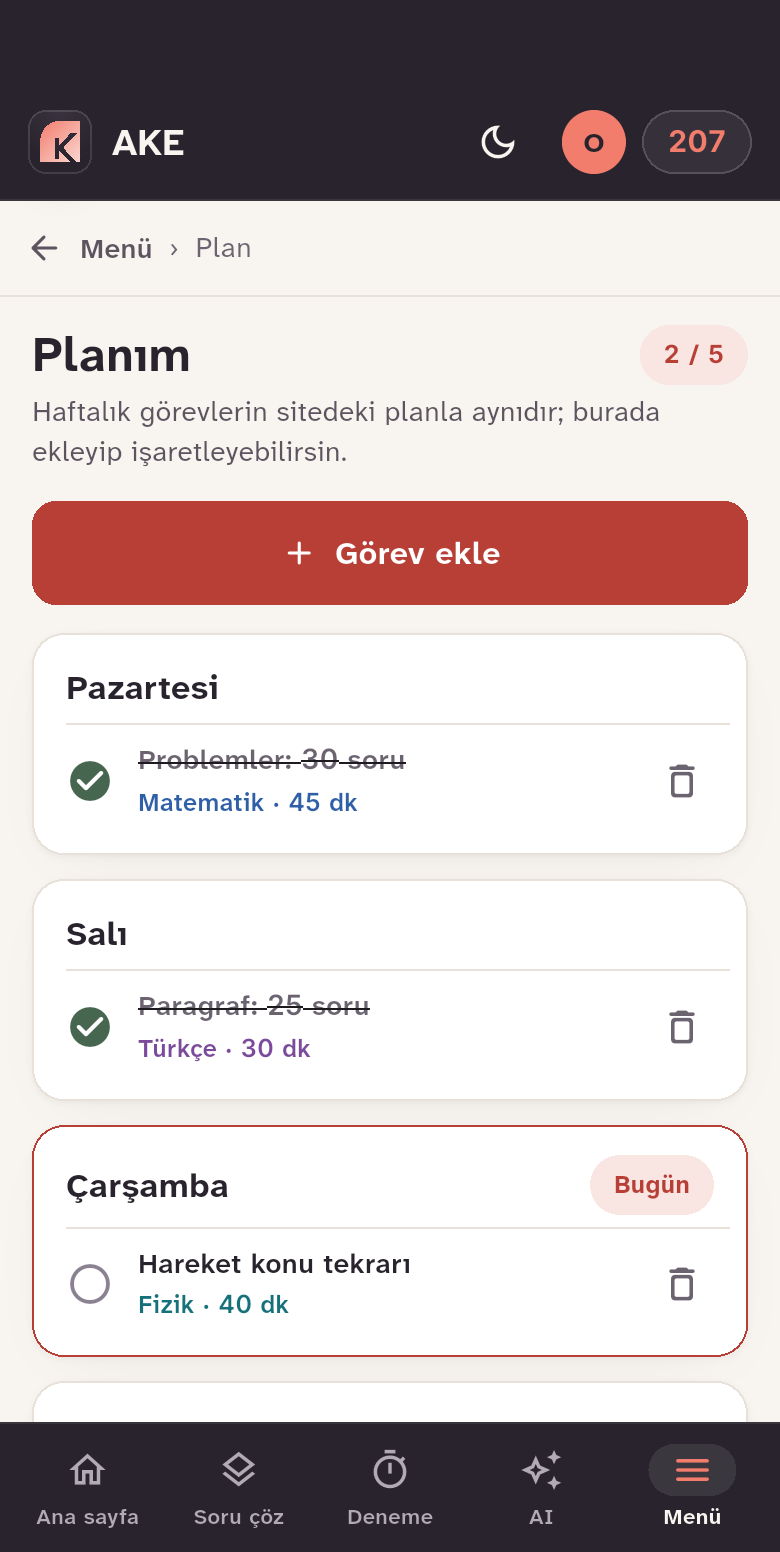 K AKE O 207
Menü › Plan
Planım 2 / 5
Haftalık görevlerin sitedeki planla aynıdır; burada
ekleyip işaretleyebilirsin.
+ Görev ekle
Pazartesi
Problemler: 30 soru
Matematik · 45 dk
Salı
Paragraf: 25 soru
Türkçe · 30 dk
Çarşamba Bugün
Hareket konu tekrarı
Fizik · 40 dk
Ana sayfa Soru çöz Deneme AI Menü